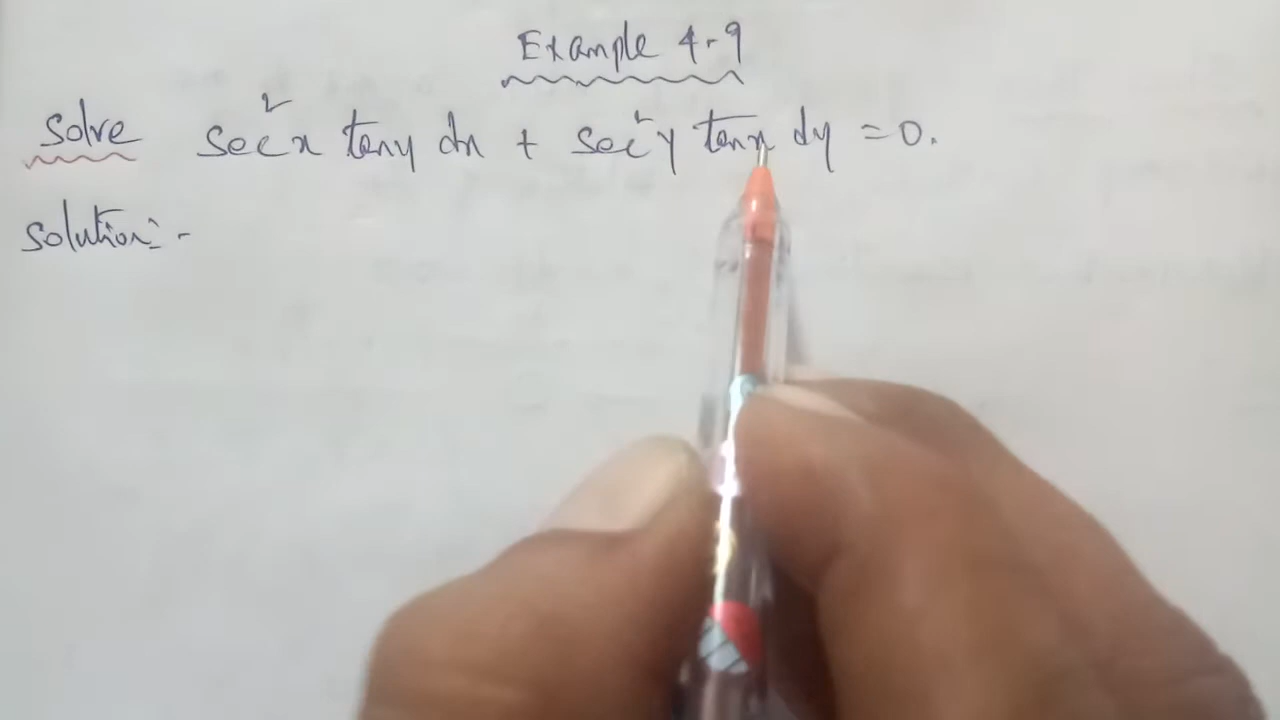 Example 4.9
Solve sec²x tany dx + sec²y tanx dy = 0.
Solution:-